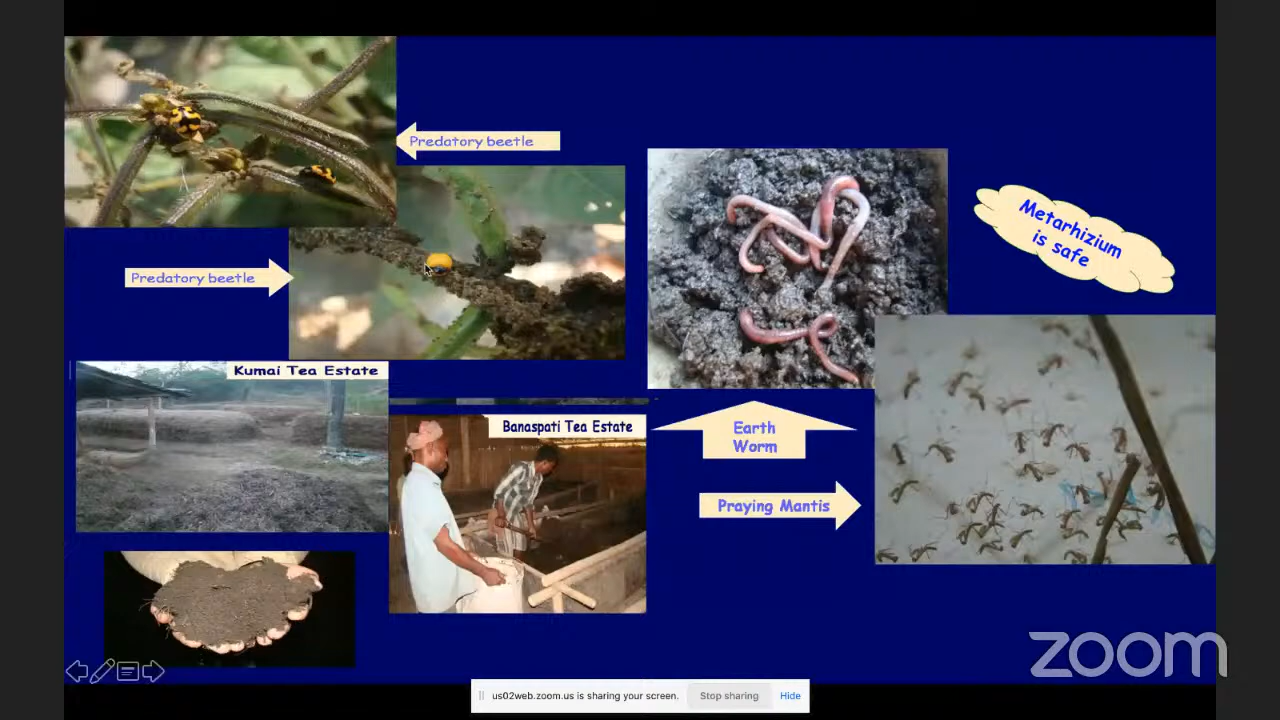 Predatory beetle
Metarhizium
is safe
Predatory beetle
Kumai Tea Estate
Banaspati Tea Estate
Earth
Worm
Praying Mantis
zoom
us02web.zoom.us is sharing your screen.
Stop sharing
Hide